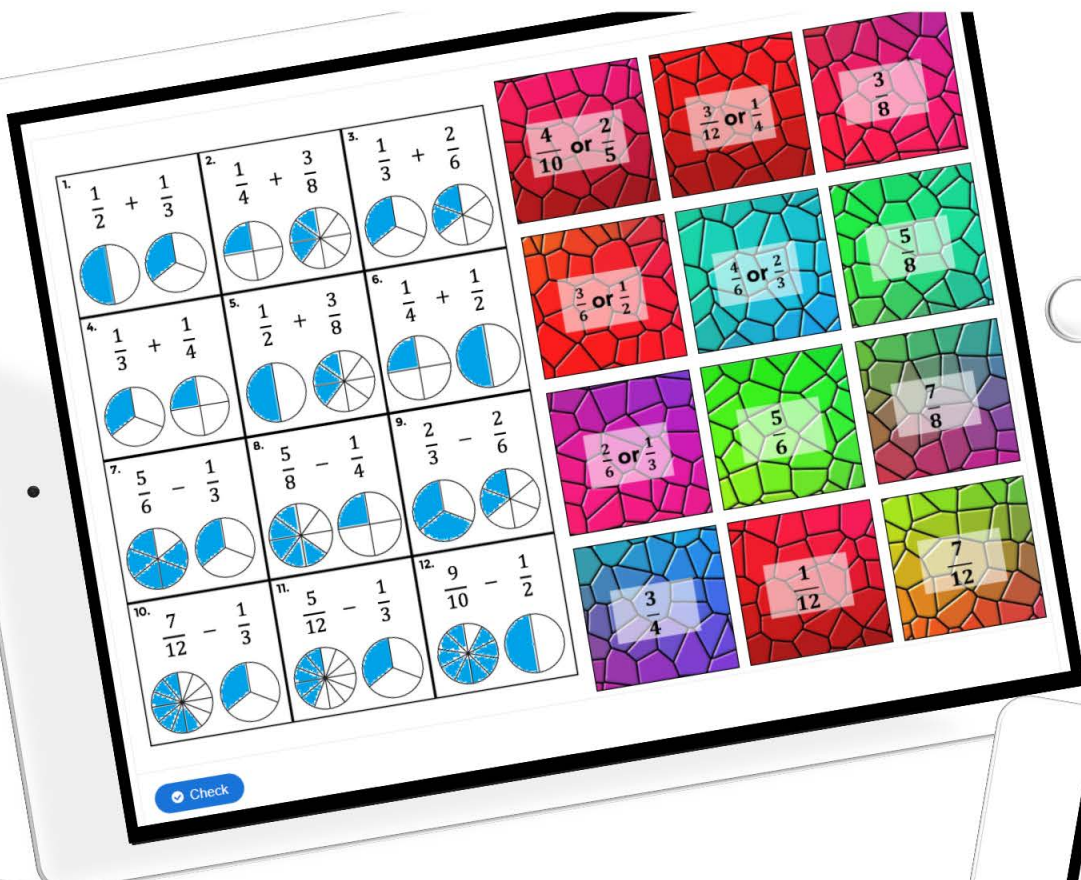 1. 1/2 + 1/3
2. 1/4 + 3/8
3. 1/3 + 2/6
4. 1/3 + 1/4
5. 1/2 + 3/8
6. 1/4 + 1/2
7. 5/6 − 1/3
8. 5/8 − 1/4
9. 2/3 − 2/6
10. 7/12 − 1/3
11. 5/12 − 1/3
12. 9/10 − 1/2
4/10 or 2/5
3/12 or 1/4
3/8
3/6 or 1/2
4/6 or 2/3
5/8
2/6 or 1/3
5/6
7/8
3/4
1/12
7/12
Check